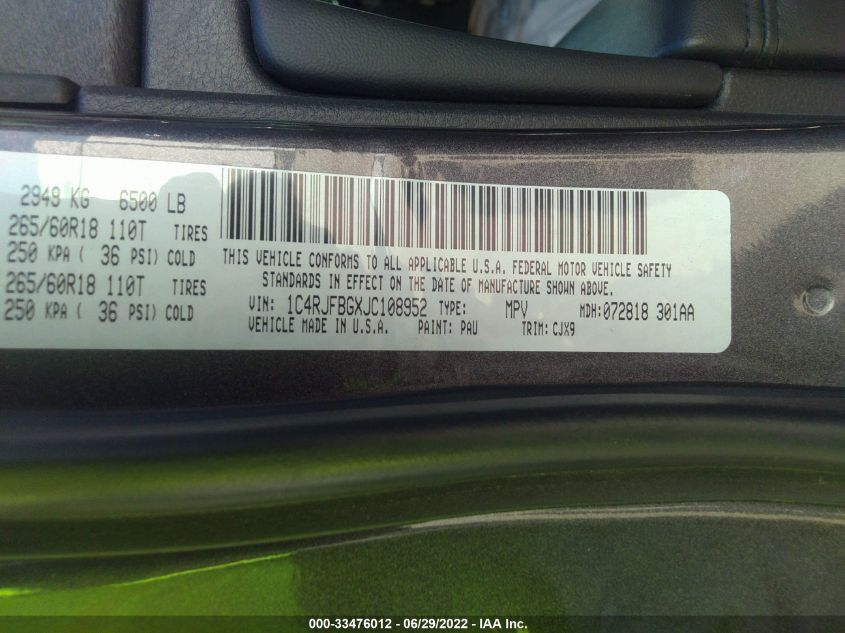 2949 KG 6500 LB
265/60R18 110T TIRES
250 KPA ( 36 PSI) COLD
265/60R18 110T TIRES
250 KPA ( 36 PSI) COLD
THIS VEHICLE CONFORMS TO ALL APPLICABLE U.S.A. FEDERAL MOTOR VEHICLE SAFETY
STANDARDS IN EFFECT ON THE DATE OF MANUFACTURE SHOWN ABOVE.
VIN: 1C4RJFBGXJC108952 TYPE: MPV MDH:072818 301AA
VEHICLE MADE IN U.S.A. PAINT: PAU TRIM: CJX9
000-33476012 - 06/29/2022 - IAA Inc.